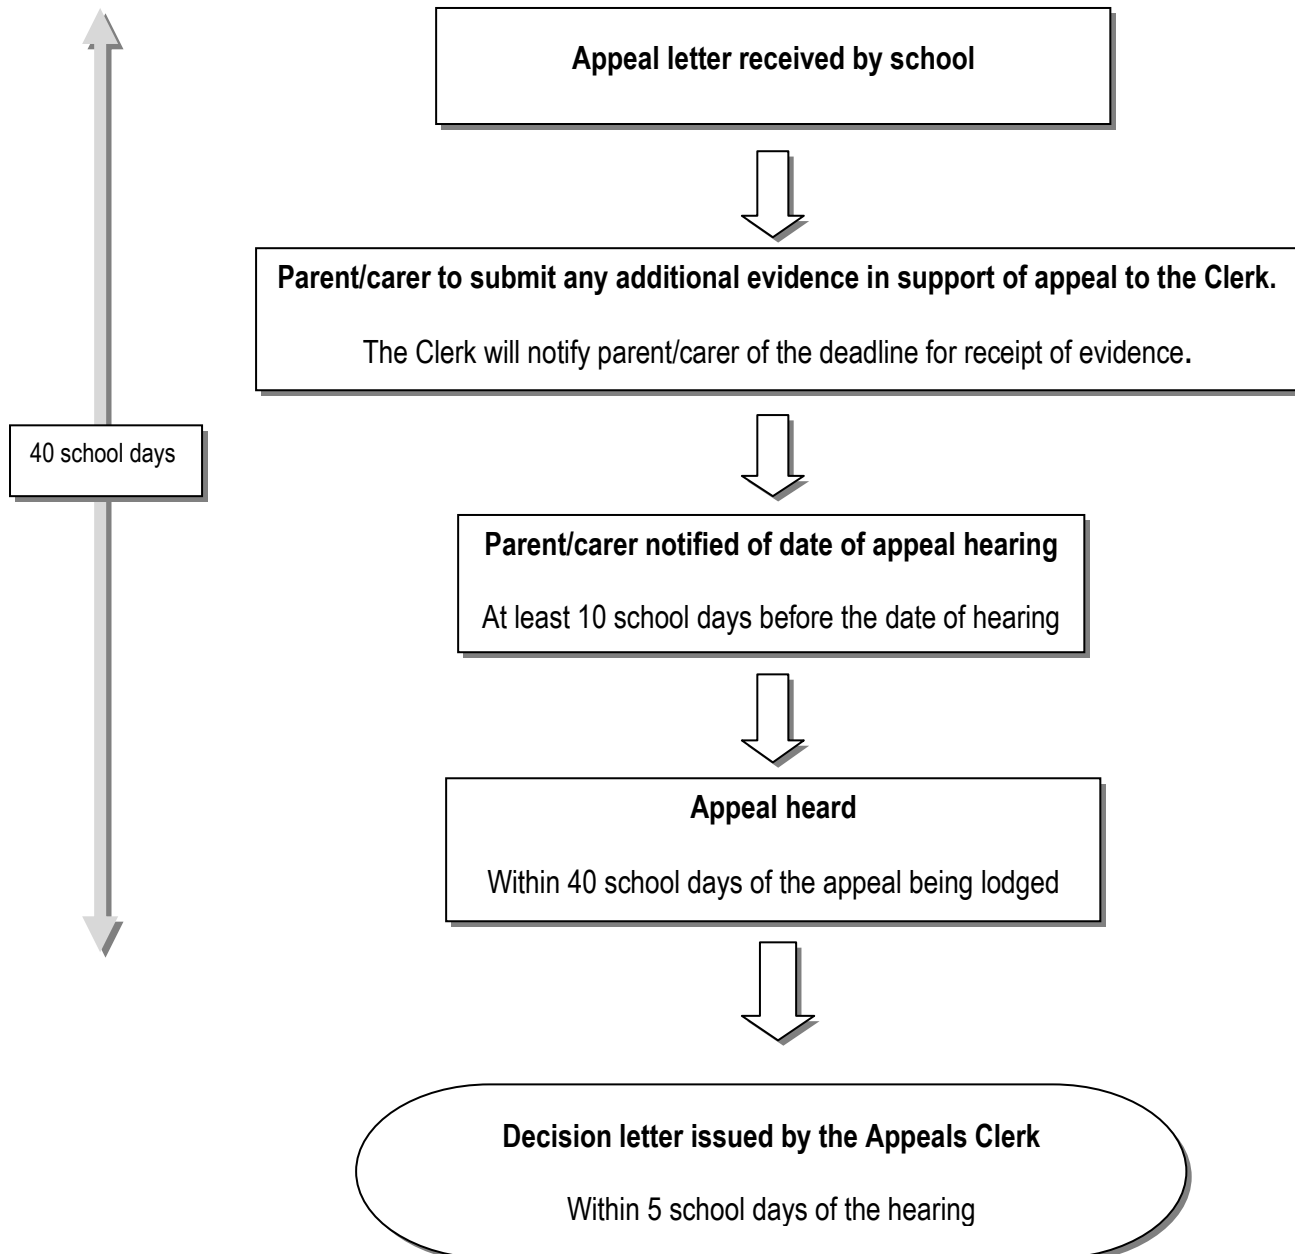 Appeal letter received by school
Parent/carer to submit any additional evidence in support of appeal to the Clerk.
The Clerk will notify parent/carer of the deadline for receipt of evidence.
40 school days
Parent/carer notified of date of appeal hearing
At least 10 school days before the date of hearing
Appeal heard
Within 40 school days of the appeal being lodged
Decision letter issued by the Appeals Clerk
Within 5 school days of the hearing